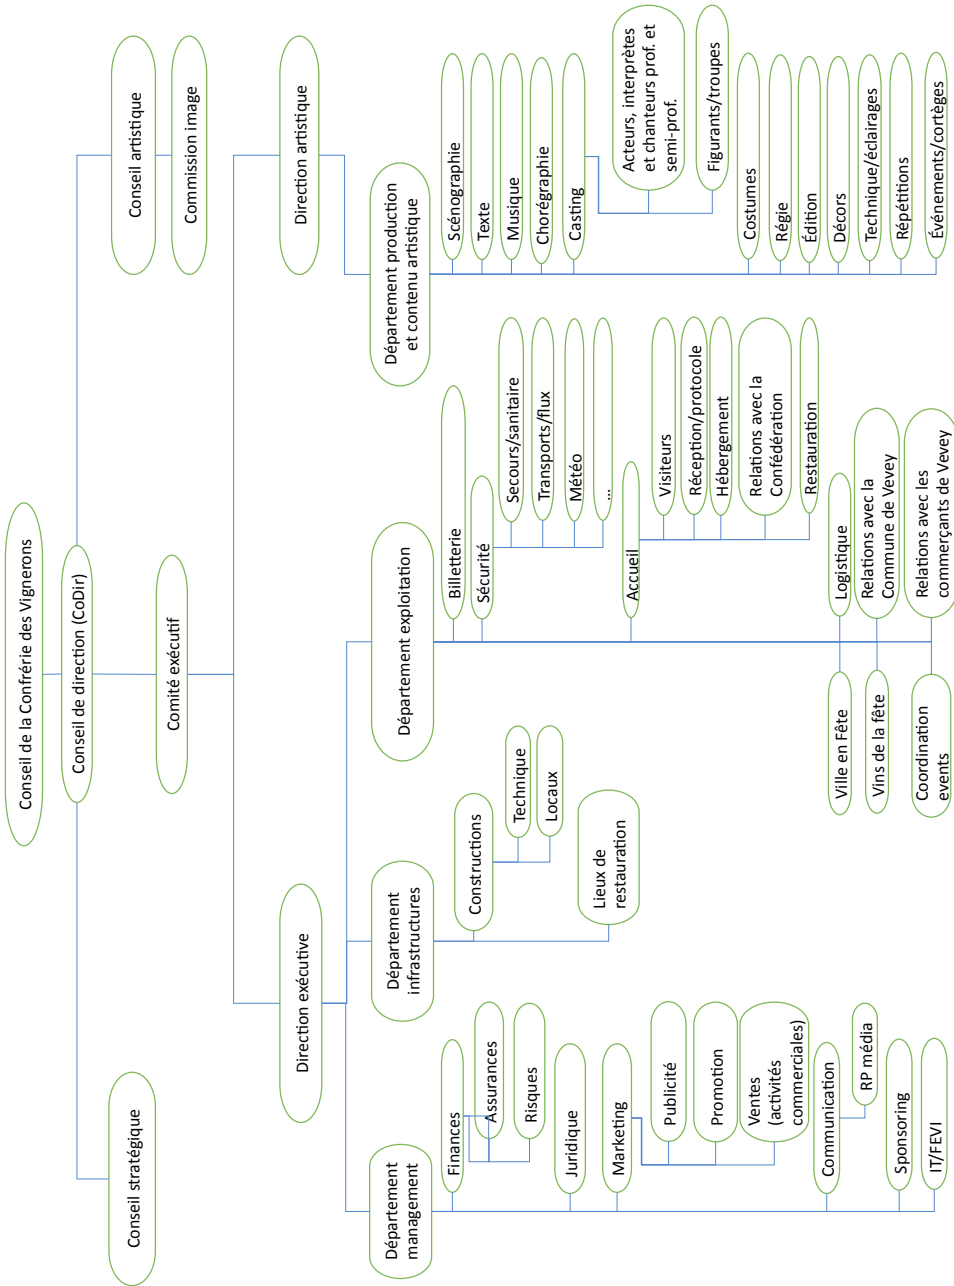 Conseil de la Confrérie des Vignerons
Conseil de direction (CoDir)
Conseil stratégique
Conseil artistique
Commission image
Comité exécutif
Direction exécutive
Direction artistique
Département
management
Finances
Assurances
Risques
Juridique
Marketing
Publicité
Promotion
Ventes
(activités
commerciales)
Communication
RP média
Sponsoring
IT/FEVI
Département
infrastructures
Constructions
Technique
Locaux
Lieux de
restauration
Département exploitation
Billetterie
Sécurité
Secours/sanitaire
Transports/flux
Météo
...
Accueil
Visiteurs
Réception/protocole
Hébergement
Relations avec la
Confédération
Restauration
Logistique
Relations avec la
Commune de Vevey
Relations avec les
commerçants de Vevey
Ville en Fête
Vins de la fête
Coordination
events
Département production
et contenu artistique
Scénographie
Texte
Musique
Chorégraphie
Casting
Acteurs, interprètes
et chanteurs prof. et
semi-prof.
Figurants/troupes
Costumes
Régie
Édition
Décors
Technique/éclairages
Répétitions
Événements/cortèges